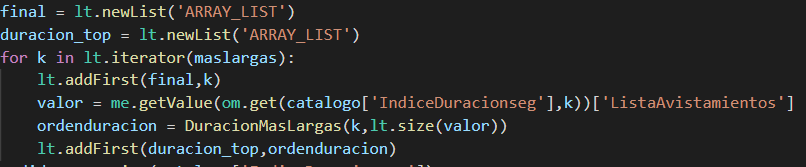 final = lt.newList('ARRAY_LIST')
duracion_top = lt.newList('ARRAY_LIST')
for k in lt.iterator(maslargas):
    lt.addFirst(final,k)
    valor = me.getValue(om.get(catalogo['IndiceDuracionseg'],k))['ListaAvistamientos']
    ordenduracion = DuracionMasLargas(k,lt.size(valor))
    lt.addFirst(duracion_top,ordenduracion)